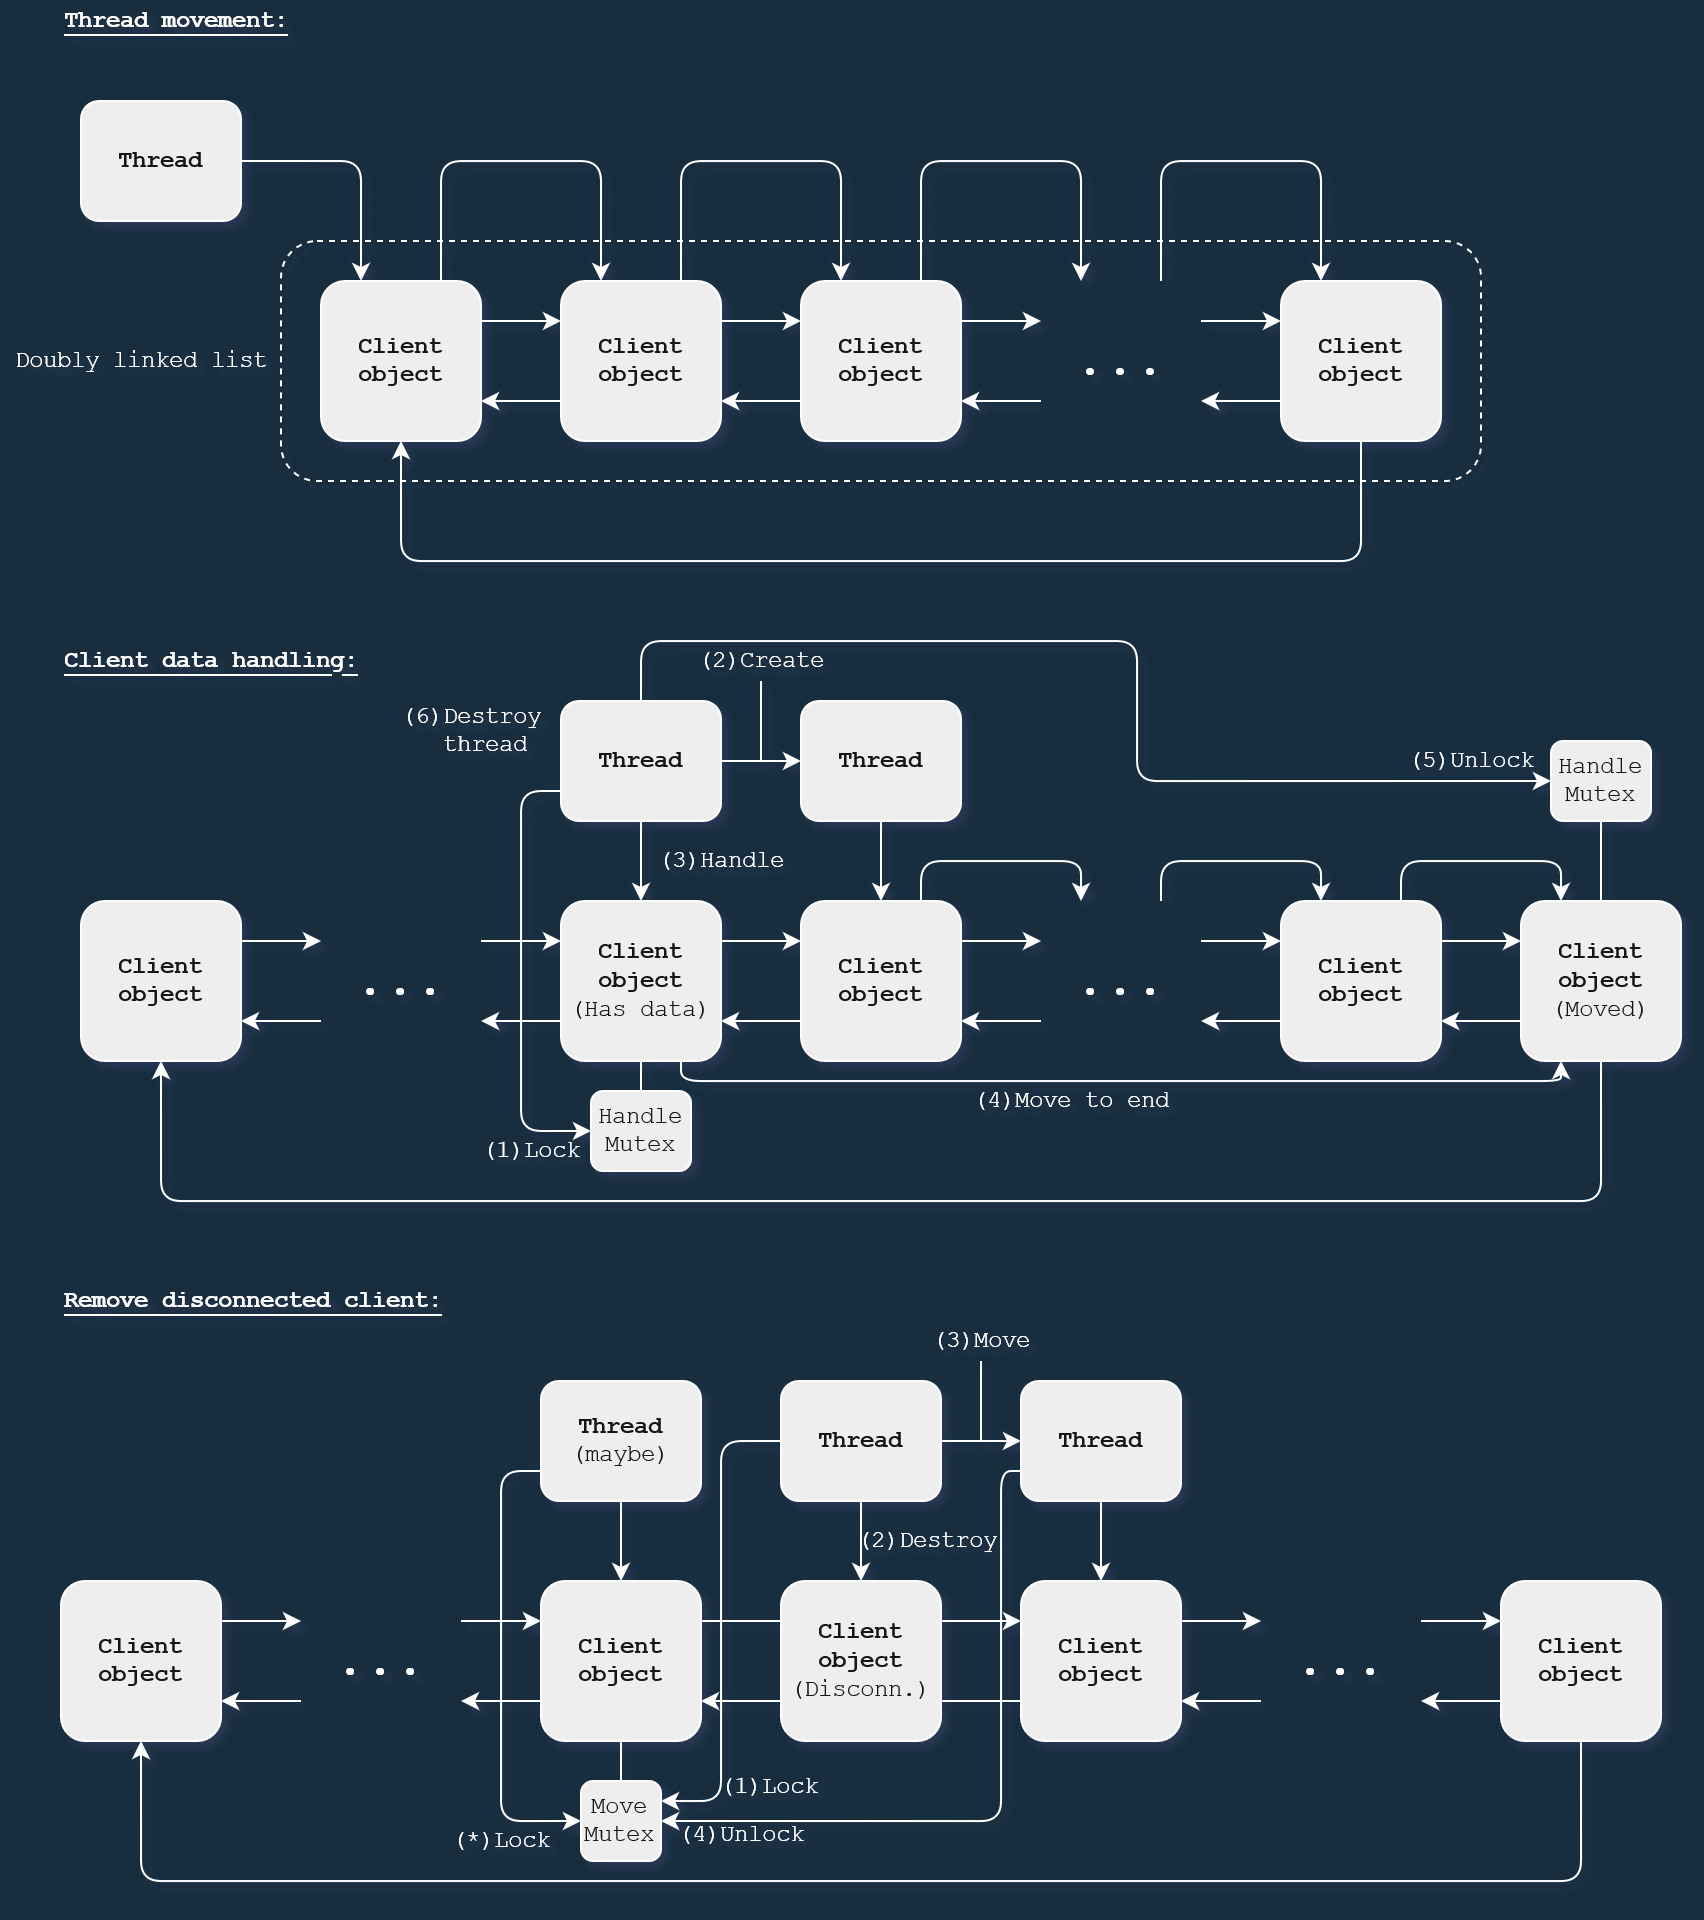 Thread movement:
Thread
Doubly linked list
Client
object
Client
object
Client
object
. . .
Client
object
Client data handling:
(2)Create
(6)Destroy
thread
Thread
Thread
(5)Unlock
Handle
Mutex
(3)Handle
Client
object
. . .
Client
object
(Has data)
Client
object
. . .
Client
object
Client
object
(Moved)
(4)Move to end
Handle
Mutex
(1)Lock
Remove disconnected client:
(3)Move
Thread
(maybe)
Thread
Thread
(2)Destroy
Client
object
. . .
Client
object
Client
object
(Disconn.)
Client
object
. . .
Client
object
(1)Lock
Move
Mutex
(*)Lock
(4)Unlock